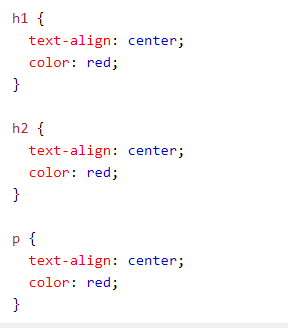 h1 {
  text-align: center;
  color: red;
}

h2 {
  text-align: center;
  color: red;
}

p {
  text-align: center;
  color: red;
}